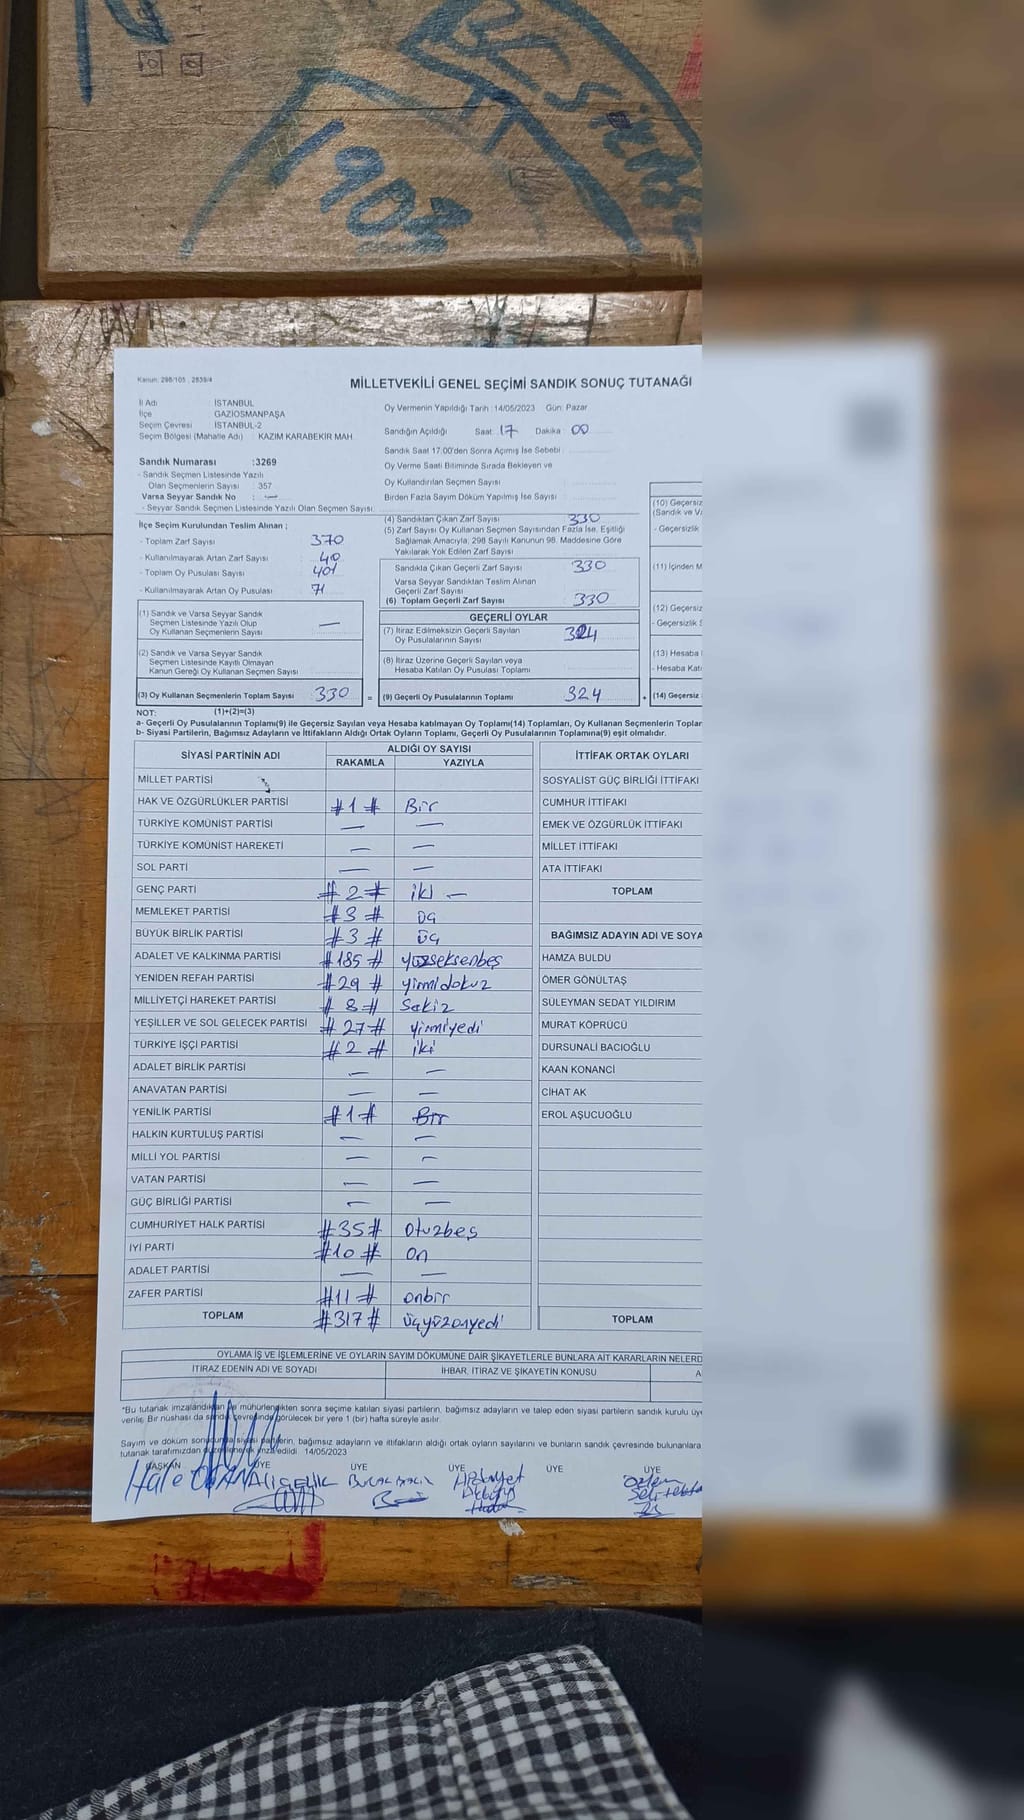 1903
Kanun: 298/105 , 2839/4
MİLLETVEKİLİ GENEL SEÇİMİ SANDIK SONUÇ TUTANAĞI
İl Adı : İSTANBUL
İlçe : GAZİOSMANPAŞA
Seçim Çevresi : İSTANBUL-2
Seçim Bölgesi (Mahalle Adı) : KAZIM KARABEKİR MAH.
Sandık Numarası :3269
- Sandık Seçmen Listesinde Yazılı
Olan Seçmenlerin Sayısı : 357
Varsa Seyyar Sandık No : —
- Seyyar Sandık Seçmen Listesinde Yazılı Olan Seçmen Sayısı:
Oy Vermenin Yapıldığı Tarih :14/05/2023 Gün: Pazar
Sandığın Açıldığı Saat 17 Dakika 00
Sandık Saat 17.00'den Sonra Açımış İse Sebebi :
Oy Verme Saati Bitiminde Sırada Bekleyen ve
Oy Kullandırılan Seçmen Sayısı :
Birden Fazla Sayım Döküm Yapılmış İse Sayısı :
İlçe Seçim Kurulundan Teslim Alınan ;
- Toplam Zarf Sayısı 370
- Kullanılmayarak Artan Zarf Sayısı 40
- Toplam Oy Pusulası Sayısı 401
- Kullanılmayarak Artan Oy Pusulası 71
(4) Sandıktan Çıkan Zarf Sayısı 330
(5) Zarf Sayısı Oy Kullanan Seçmen Sayısından Fazla İse, Eşitliği
Sağlamak Amacıyla, 298 Sayılı Kanunun 98. Maddesine Göre
Yakılarak Yok Edilen Zarf Sayısı
Sandıkta Çıkan Geçerli Zarf Sayısı 330
Varsa Seyyar Sandıktan Teslim Alınan
Geçerli Zarf Sayısı
(6) Toplam Geçerli Zarf Sayısı 330
(1) Sandık ve Varsa Seyyar Sandık
Seçmen Listesinde Yazılı Olup
Oy Kullanan Seçmenlerin Sayısı —
(2) Sandık ve Varsa Seyyar Sandık
Seçmen Listesinde Kayıtlı Olmayan
Kanun Gereği Oy Kullanan Seçmen Sayısı
(3) Oy Kullanan Seçmenlerin Toplam Sayısı 330 =
GEÇERLİ OYLAR
(7) İtiraz Edilmeksizin Geçerli Sayılan
Oy Pusulalarının Sayısı 324
(8) İtiraz Üzerine Geçerli Sayılan veya
Hesaba Katılan Oy Pusulası Toplamı
(9) Geçerli Oy Pusulalarının Toplamı 324 +
(10) Geçersiz
(Sandık ve Va
- Geçersizlik
(11) İçinden M
(12) Geçersiz
- Geçersizlik S
(13) Hesaba
- Hesaba Katı
(14) Geçersiz
NOT: (1)+(2)=(3)
a- Geçerli Oy Pusulalarının Toplamı(9) ile Geçersiz Sayılan veya Hesaba katılmayan Oy Toplamı(14) Toplamları, Oy Kullanan Seçmenlerin Toplar
b- Siyasi Partilerin, Bağımsız Adayların ve İttifakların Aldığı Ortak Oyların Toplamı, Geçerli Oy Pusulalarının Toplamına(9) eşit olmalıdır.
SİYASİ PARTİNİN ADI ALDIĞI OY SAYISI
RAKAMLA YAZIYLA
MİLLET PARTİSİ
HAK VE ÖZGÜRLÜKLER PARTİSİ #1# Bir
TÜRKİYE KOMÜNİST PARTİSİ — —
TÜRKİYE KOMÜNİST HAREKETİ — —
SOL PARTİ — —
GENÇ PARTİ #2# iki —
MEMLEKET PARTİSİ #3# üç
BÜYÜK BİRLİK PARTİSİ #3# üç
ADALET VE KALKINMA PARTİSİ #185# yüzseksenbeş
YENİDEN REFAH PARTİSİ #29# yirmidokuz
MİLLİYETÇİ HAREKET PARTİSİ #8# Sekiz
YEŞİLLER VE SOL GELECEK PARTİSİ #27# yirmiyedi
TÜRKİYE İŞÇİ PARTİSİ #2# iki
ADALET BİRLİK PARTİSİ — —
ANAVATAN PARTİSİ — —
YENİLİK PARTİSİ #1# Bir
HALKIN KURTULUŞ PARTİSİ — —
MİLLİ YOL PARTİSİ — —
VATAN PARTİSİ — —
GÜÇ BİRLİĞİ PARTİSİ — —
CUMHURİYET HALK PARTİSİ #35# otuzbeş
İYİ PARTİ #10# on
ADALET PARTİSİ — —
ZAFER PARTİSİ #11# onbir
TOPLAM #317# üçyüzonyedi
İTTİFAK ORTAK OYLARI
SOSYALİST GÜÇ BİRLİĞİ İTTİFAKI
CUMHUR İTTİFAKI
EMEK VE ÖZGÜRLÜK İTTİFAKI
MİLLET İTTİFAKI
ATA İTTİFAKI
TOPLAM
BAĞIMSIZ ADAYIN ADI VE SOYA
HAMZA BULDU
ÖMER GÖNÜLTAŞ
SÜLEYMAN SEDAT YILDIRIM
MURAT KÖPRÜCÜ
DURSUNALİ BACIOĞLU
KAAN KONANCİ
CİHAT AK
EROL AŞUCUOĞLU
TOPLAM
OYLAMA İŞ VE İŞLEMLERİNE VE OYLARIN SAYIM DÖKÜMÜNE DAİR ŞİKAYETLERLE BUNLARA AİT KARARLARIN NELERD
İTİRAZ EDENİN ADI VE SOYADI İHBAR, İTİRAZ VE ŞİKAYETİN KONUSU A
*Bu tutanak imzalandıktan ve mühürlendikten sonra seçime katılan siyasi partilerin, bağımsız adayların ve talep eden siyasi partilerin sandık kurulu üy
verilir. Bir nüshası da sandık çevresinde görülecek bir yere 1 (bir) hafta süreyle asılır.
Sayım ve döküm sonucunda siyasi partilerin, bağımsız adayların ve ittifakların aldığı ortak oyların sayılarını ve bunların sandık çevresinde bulunanlara
tutanak tarafımızdan düzenlenerek imza edildi. 14/05/2023
BAŞKAN ÜYE ÜYE ÜYE ÜYE ÜYE
Hale ALİ ÇELİK Özlem